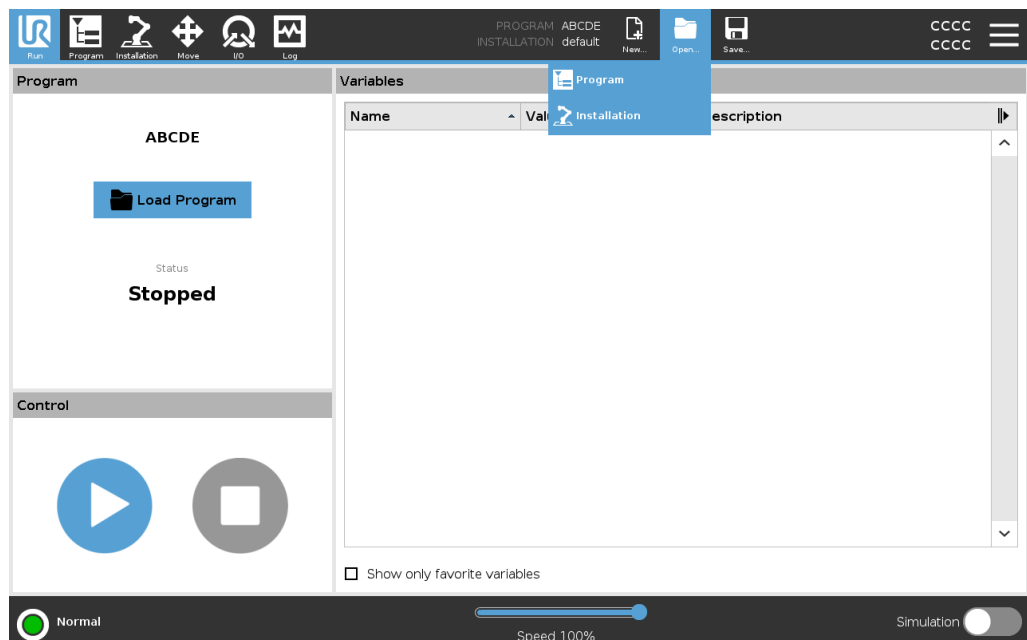 UR
Run
Program
Installation
Move
I/O
Log
PROGRAM ABCDE
INSTALLATION default
New...
Open...
Save...
CCCC
CCCC
Program
Variables
Program
Installation
Name
Val
escription
ABCDE
Load Program
Status
Stopped
Control
Show only favorite variables
Normal
Speed 100%
Simulation